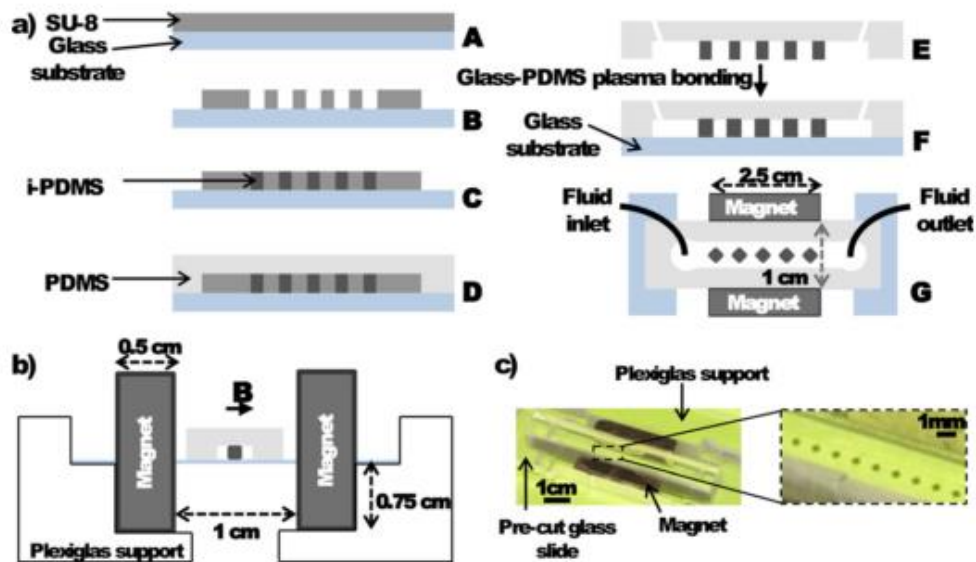 a)
SU-8
Glass
substrate
A
B
i-PDMS
C
PDMS
D
E
Glass-PDMS plasma bonding
Glass
substrate
F
2.5 cm
Magnet
Fluid
inlet
Fluid
outlet
1 cm
Magnet
G
b)
0.5 cm
B
Magnet
Magnet
0.75 cm
1 cm
Plexiglas support
c)
Plexiglas support
1mm
1cm
Pre-cut glass
slide
Magnet